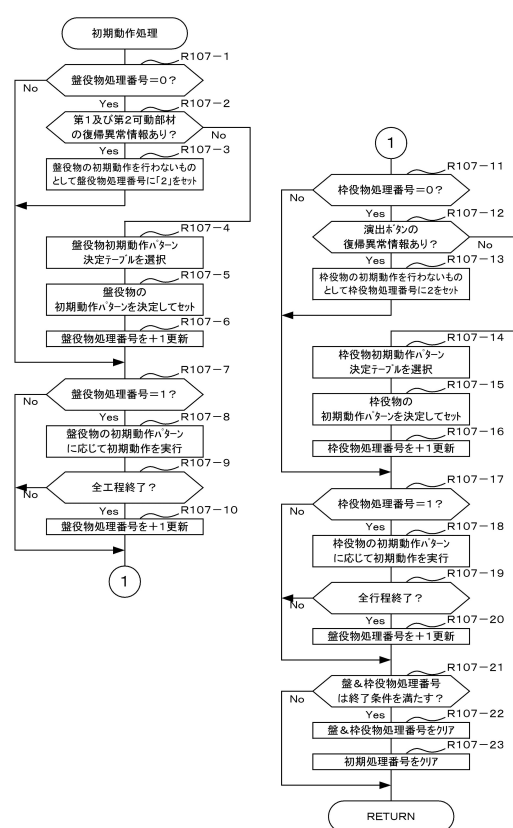 初期動作処理
R107-1
盤役物処理番号=0?
No
Yes
R107-2
第1及び第2可動部材
の復帰異常情報あり?
No
Yes
R107-3
盤役物の初期動作を行わないもの
として盤役物処理番号に「2」をセット
R107-4
盤役物初期動作パターン
決定テーブルを選択
R107-5
盤役物の
初期動作パターンを決定してセット
R107-6
盤役物処理番号を+1更新
R107-7
盤役物処理番号=1?
No
Yes
R107-8
盤役物の初期動作パターン
に応じて初期動作を実行
R107-9
全工程終了?
No
Yes
R107-10
盤役物処理番号を+1更新
1
1
R107-11
枠役物処理番号=0?
No
Yes
R107-12
演出ボタンの
復帰異常情報あり?
No
Yes
R107-13
枠役物の初期動作を行わないもの
として枠役物処理番号に2をセット
R107-14
枠役物初期動作パターン
決定テーブルを選択
R107-15
枠役物の
初期動作パターンを決定してセット
R107-16
枠役物処理番号を+1更新
R107-17
枠役物処理番号=1?
No
Yes
R107-18
枠役物の初期動作パターン
に応じて初期動作を実行
R107-19
全行程終了?
No
Yes
R107-20
盤役物処理番号を+1更新
R107-21
盤&枠役物処理番号
は終了条件を満たす?
No
Yes
R107-22
盤&枠役物処理番号をクリア
R107-23
初期処理番号をクリア
RETURN